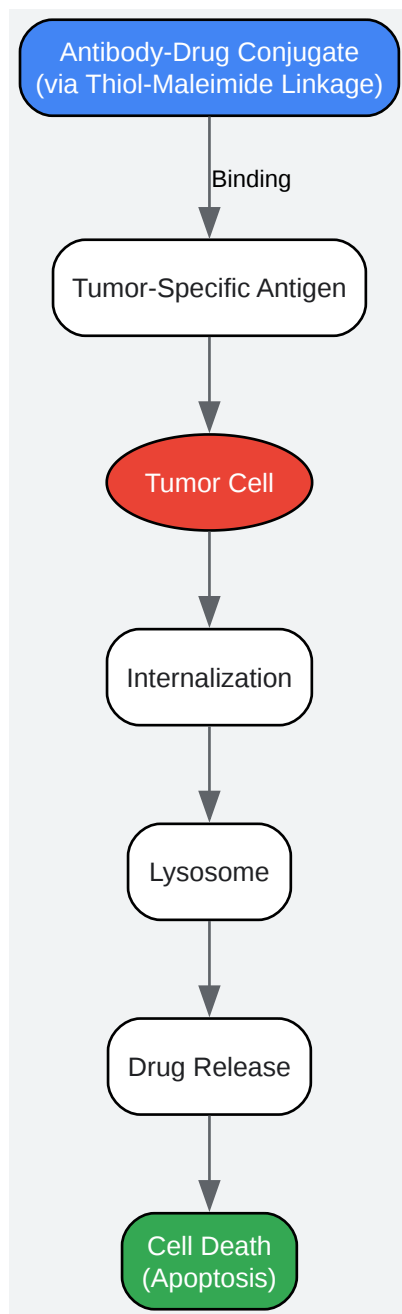 Antibody-Drug Conjugate
(via Thiol-Maleimide Linkage)
Binding
Tumor-Specific Antigen
Tumor Cell
Internalization
Lysosome
Drug Release
Cell Death
(Apoptosis)